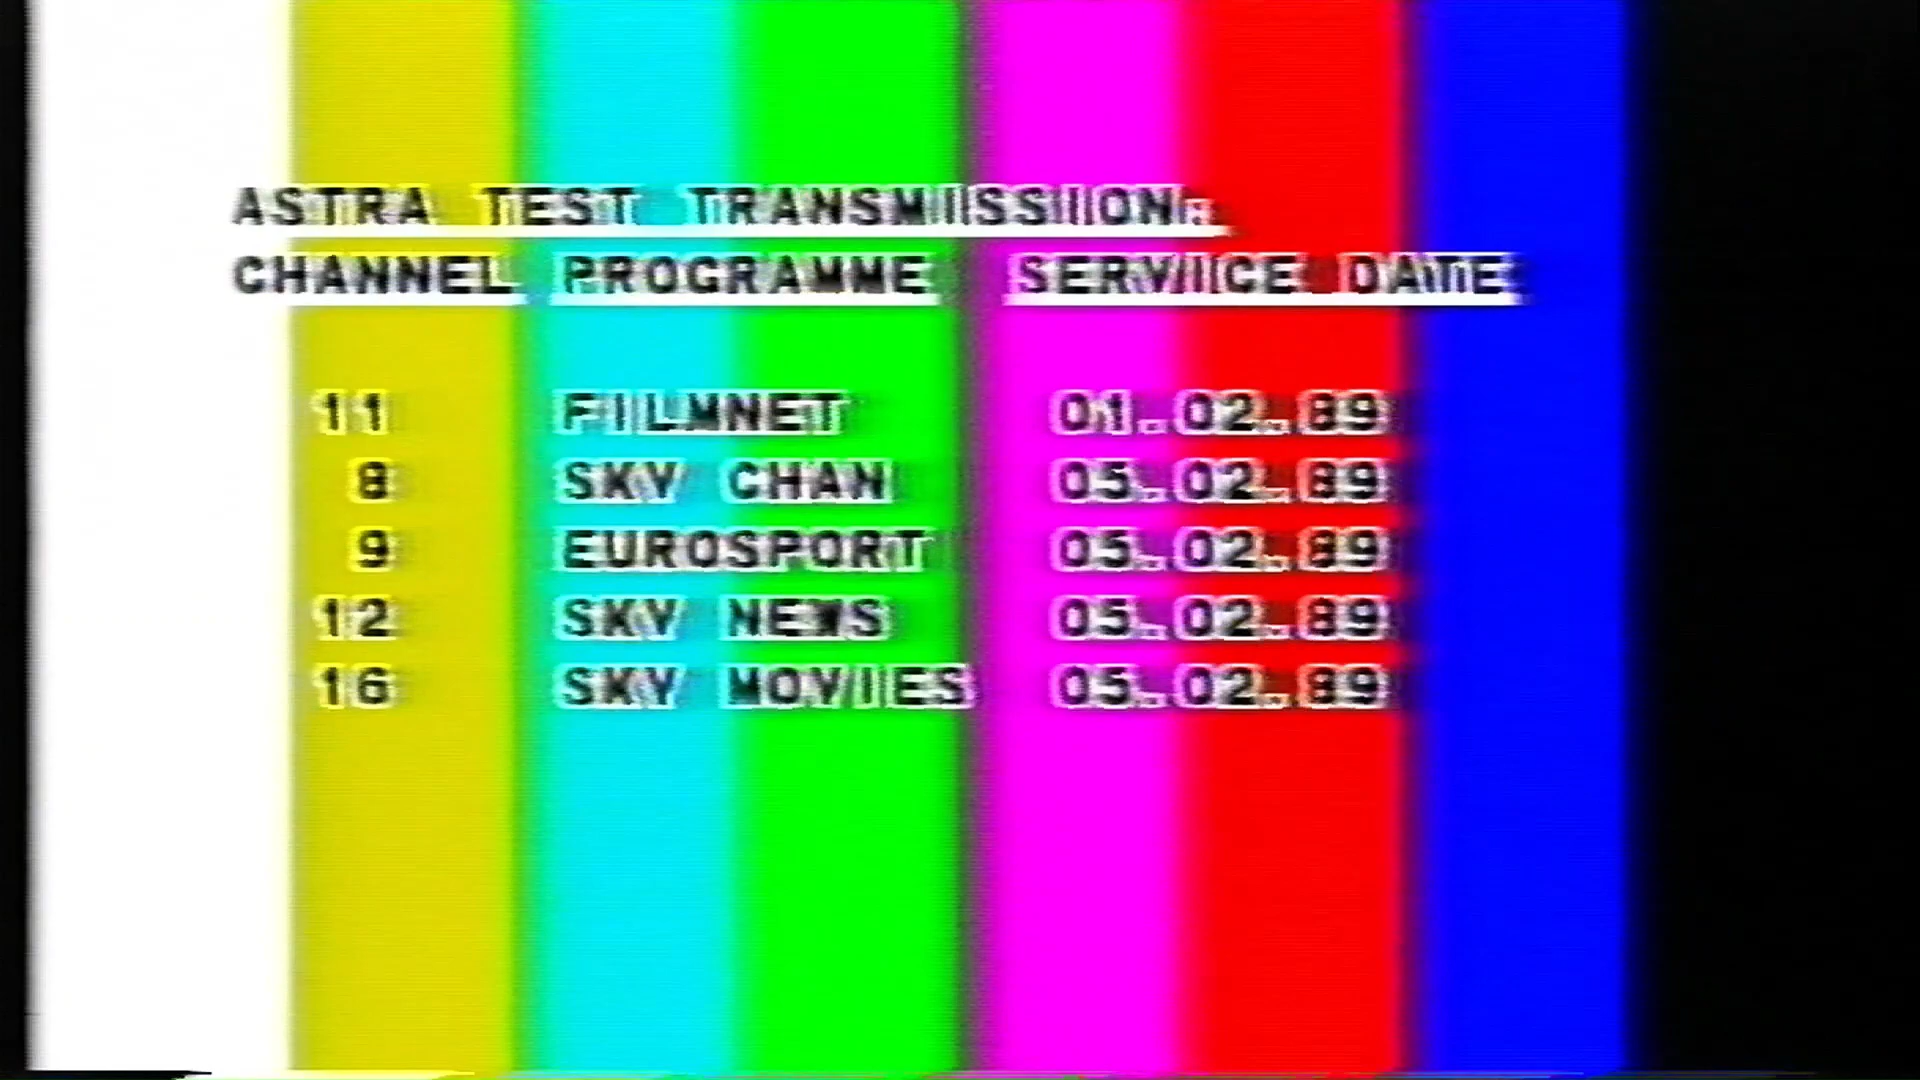 ASTRA TEST TRANSMISSION:
CHANNEL PROGRAMME SERVICE DATE
11 FILMNET 01.02.89
8 SKY CHAN 05.02.89
9 EUROSPORT 05.02.89
12 SKY NEWS 05.02.89
16 SKY MOVIES 05.02.89